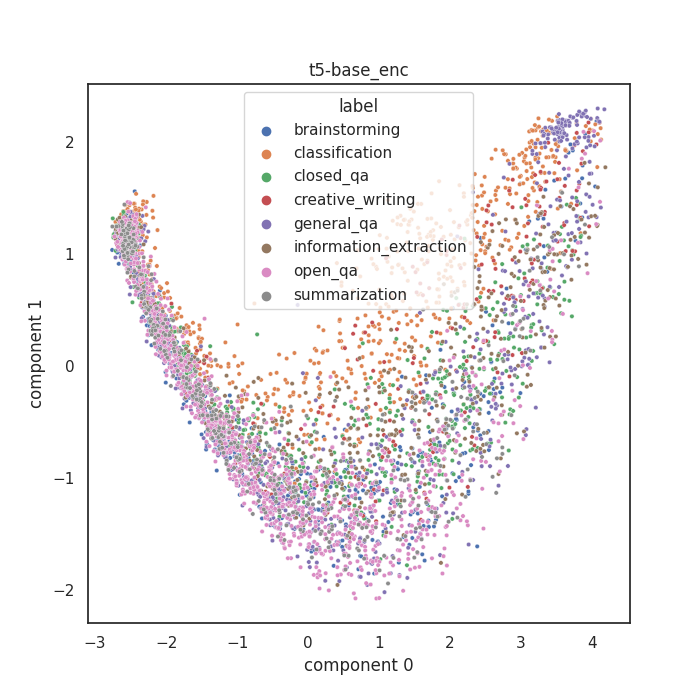 t5-base_enc
label
brainstorming
classification
closed_qa
creative_writing
general_qa
information_extraction
open_qa
summarization
component 1
2
1
0
−1
−2
−3 −2 −1 0 1 2 3 4
component 0